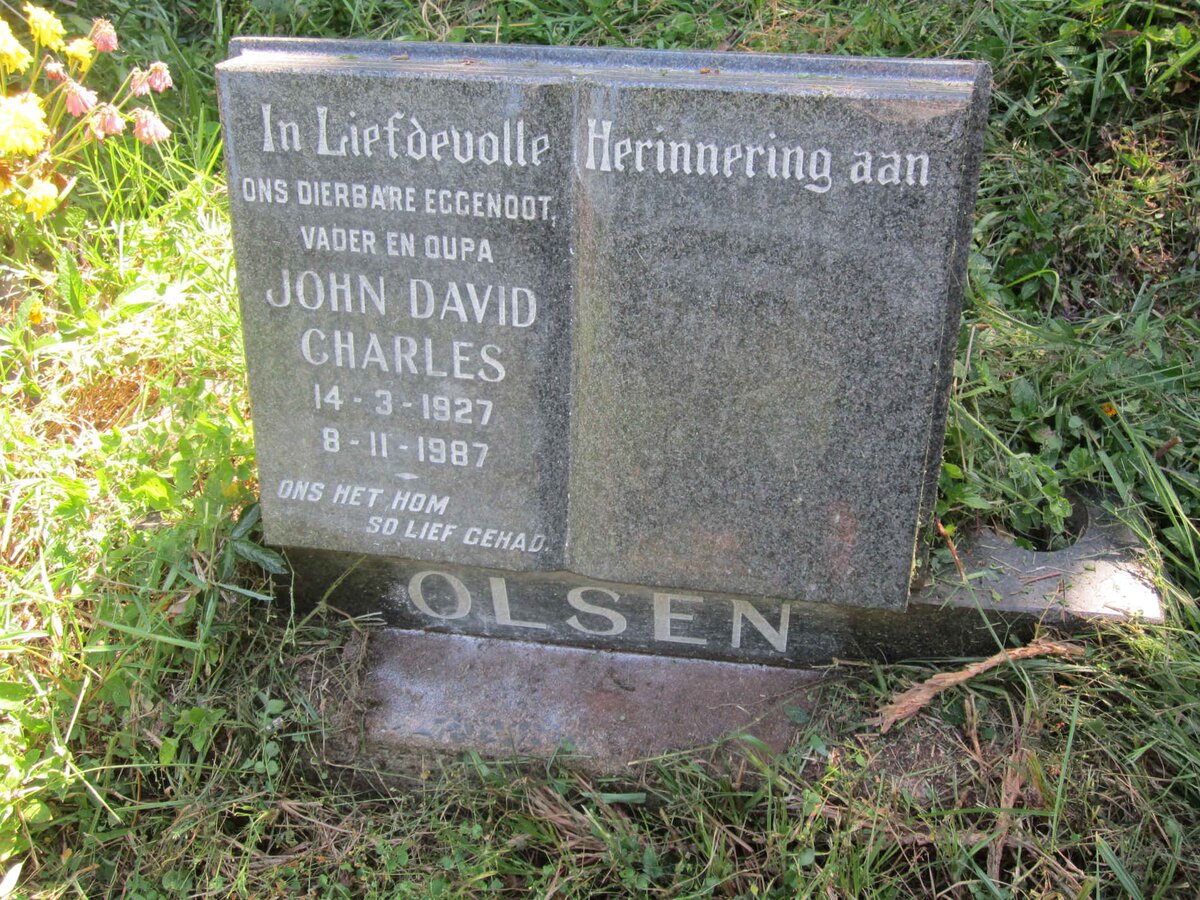 In Liefdevolle Herinnering aan
ONS DIERBARE EGGENOOT,
VADER EN OUPA
JOHN DAVID
CHARLES
14-3-1927
8-11-1987
ONS HET HOM
SO LIEF GEHAD
OLSEN